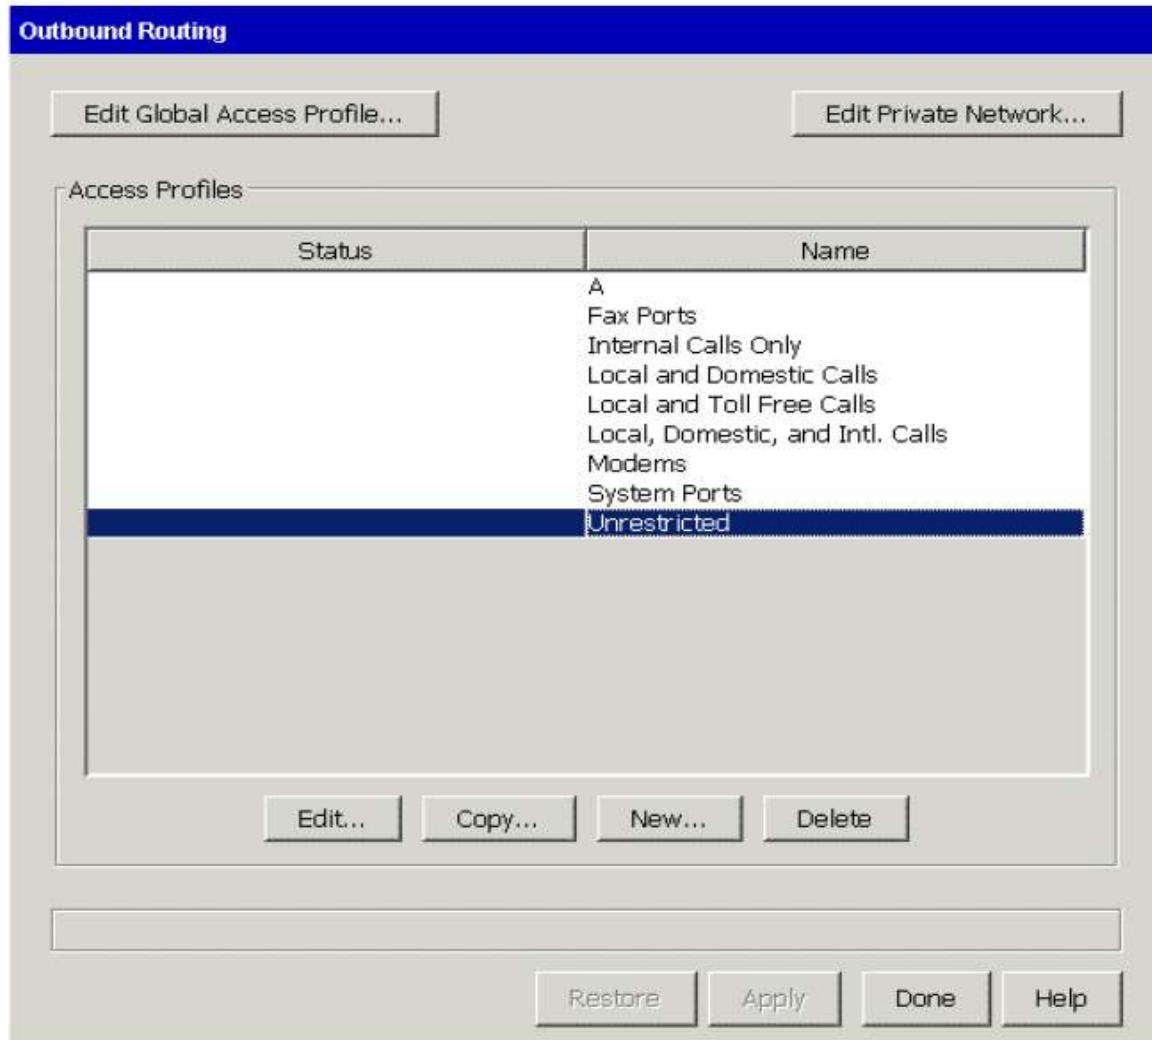 Outbound Routing
Edit Global Access Profile... Edit Private Network...
Access Profiles
Status Name
A
Fax Ports
Internal Calls Only
Local and Domestic Calls
Local and Toll Free Calls
Local, Domestic, and Intl. Calls
Modems
System Ports
Unrestricted
Edit... Copy... New... Delete
Restore Apply Done Help